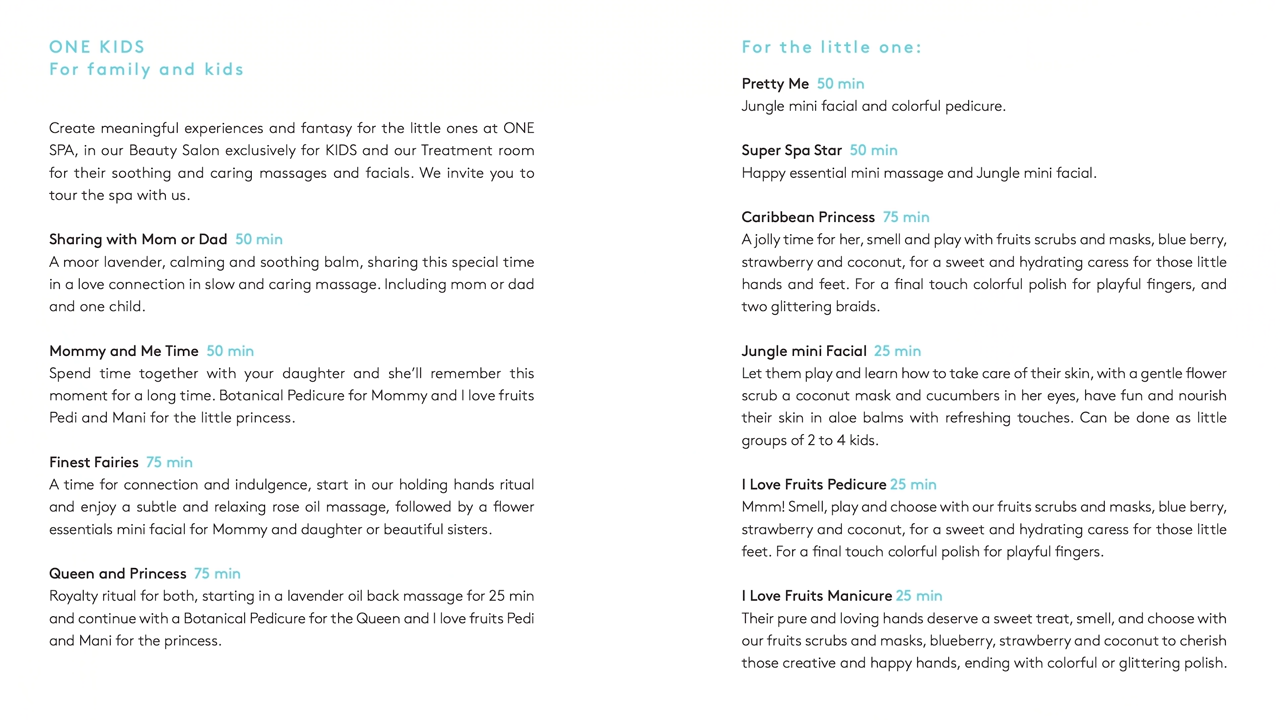 ONE KIDS
For family and kids
Create meaningful experiences and fantasy for the little ones at ONE
SPA, in our Beauty Salon exclusively for KIDS and our Treatment room
for their soothing and caring massages and facials. We invite you to
tour the spa with us.
Sharing with Mom or Dad 50 min
A moor lavender, calming and soothing balm, sharing this special time
in a love connection in slow and caring massage. Including mom or dad
and one child.
Mommy and Me Time 50 min
Spend time together with your daughter and she’ll remember this
moment for a long time. Botanical Pedicure for Mommy and I love fruits
Pedi and Mani for the little princess.
Finest Fairies 75 min
A time for connection and indulgence, start in our holding hands ritual
and enjoy a subtle and relaxing rose oil massage, followed by a flower
essentials mini facial for Mommy and daughter or beautiful sisters.
Queen and Princess 75 min
Royalty ritual for both, starting in a lavender oil back massage for 25 min
and continue with a Botanical Pedicure for the Queen and I love fruits Pedi
and Mani for the princess.
For the little one:
Pretty Me 50 min
Jungle mini facial and colorful pedicure.
Super Spa Star 50 min
Happy essential mini massage and Jungle mini facial.
Caribbean Princess 75 min
A jolly time for her, smell and play with fruits scrubs and masks, blue berry,
strawberry and coconut, for a sweet and hydrating caress for those little
hands and feet. For a final touch colorful polish for playful fingers, and
two glittering braids.
Jungle mini Facial 25 min
Let them play and learn how to take care of their skin, with a gentle flower
scrub a coconut mask and cucumbers in her eyes, have fun and nourish
their skin in aloe balms with refreshing touches. Can be done as little
groups of 2 to 4 kids.
I Love Fruits Pedicure 25 min
Mmm! Smell, play and choose with our fruits scrubs and masks, blue berry,
strawberry and coconut, for a sweet and hydrating caress for those little
feet. For a final touch colorful polish for playful fingers.
I Love Fruits Manicure 25 min
Their pure and loving hands deserve a sweet treat, smell, and choose with
our fruits scrubs and masks, blueberry, strawberry and coconut to cherish
those creative and happy hands, ending with colorful or glittering polish.